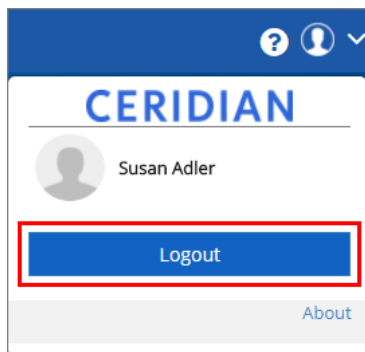 ?
CERIDIAN
Susan Adler
Logout
About